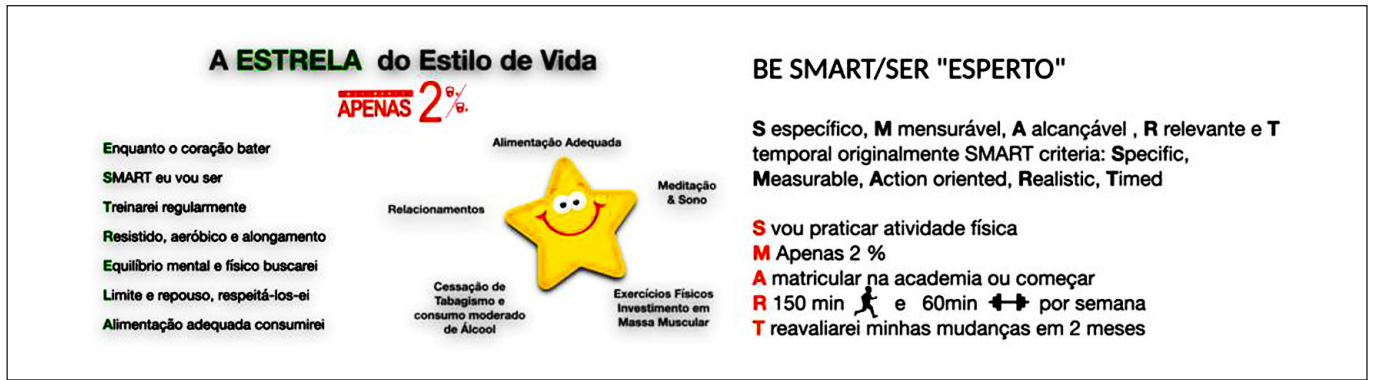 A ESTRELA do Estilo de Vida
APENAS 2%
Enquanto o coração bater
SMART eu vou ser
Treinarei regularmente
Resistido, aeróbico e alongamento
Equilíbrio mental e físico buscarei
Limite e repouso, respeitá-los-ei
Alimentação adequada consumirei
Alimentação Adequada
Meditação
& Sono
Relacionamentos
Cessação de
Tabagismo e
consumo moderado
de Álcool
Exercícios Físicos
Investimento em
Massa Muscular
BE SMART/SER "ESPERTO"
S específico, M mensurável, A alcançável , R relevante e T
temporal originalmente SMART criteria: Specific,
Measurable, Action oriented, Realistic, Timed
S vou praticar atividade física
M Apenas 2 %
A matricular na academia ou começar
R 150 min e 60min por semana
T reavaliarei minhas mudanças em 2 meses